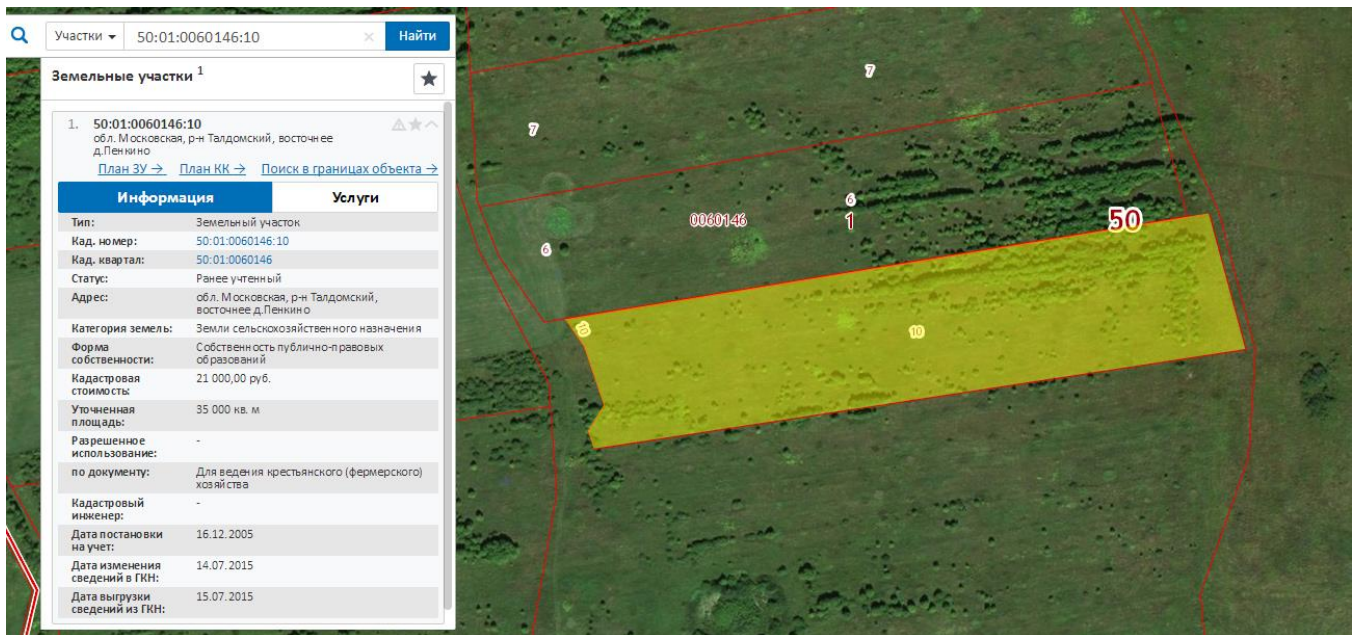 Участки 50:01:0060146:10 × Найти
Земельные участки 1
1. 50:01:0060146:10
обл. Московская, р-н Талдомский, восточнее
д.Пенкино
План ЗУ → План КК → Поиск в границах объекта →
Информация Услуги
Тип: Земельный участок
Кад. номер: 50:01:0060146:10
Кад. квартал: 50:01:0060146
Статус: Ранее учтенный
Адрес: обл. Московская, р-н Талдомский,
восточнее д.Пенкино
Категория земель: Земли сельскохозяйственного назначения
Форма Собственность публично-правовых
собственности: образований
Кадастровая 21 000,00 руб.
стоимость:
Уточненная 35 000 кв. м
площадь:
Разрешенное -
использование:
по документу: Для ведения крестьянского (фермерского)
хозяйства
Кадастровый -
инженер:
Дата постановки 16.12.2005
на учет:
Дата изменения 14.07.2015
сведений в ГКН:
Дата выгрузки 15.07.2015
сведений из ГКН:
7
7
6
0060146
1
50
6
10
10